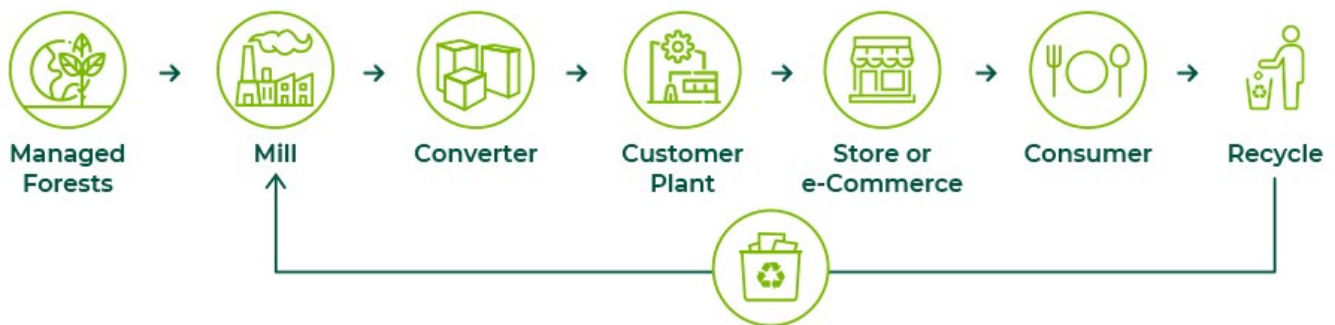 Managed
Forests
Mill
Converter
Customer
Plant
Store or
e-Commerce
Consumer
Recycle